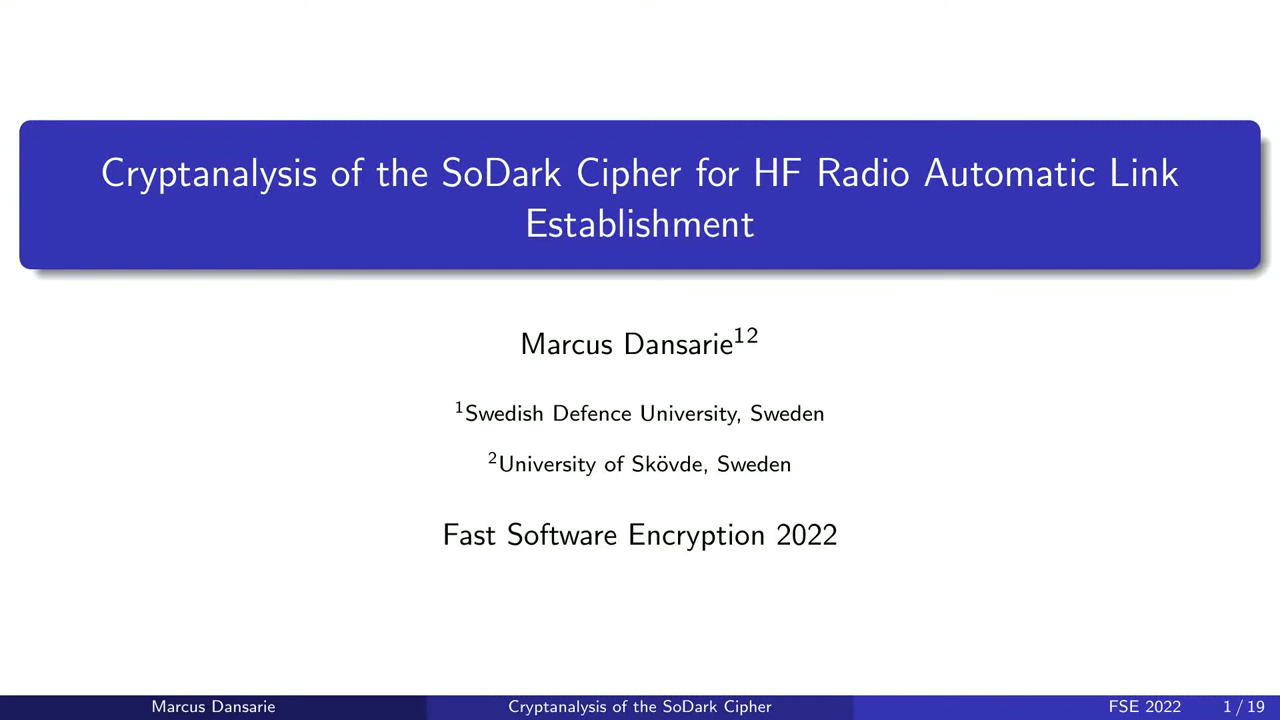 Cryptanalysis of the SoDark Cipher for HF Radio Automatic Link
Establishment
Marcus Dansarie¹²
¹Swedish Defence University, Sweden
²University of Skövde, Sweden
Fast Software Encryption 2022
Marcus Dansarie Cryptanalysis of the SoDark Cipher FSE 2022 1 / 19